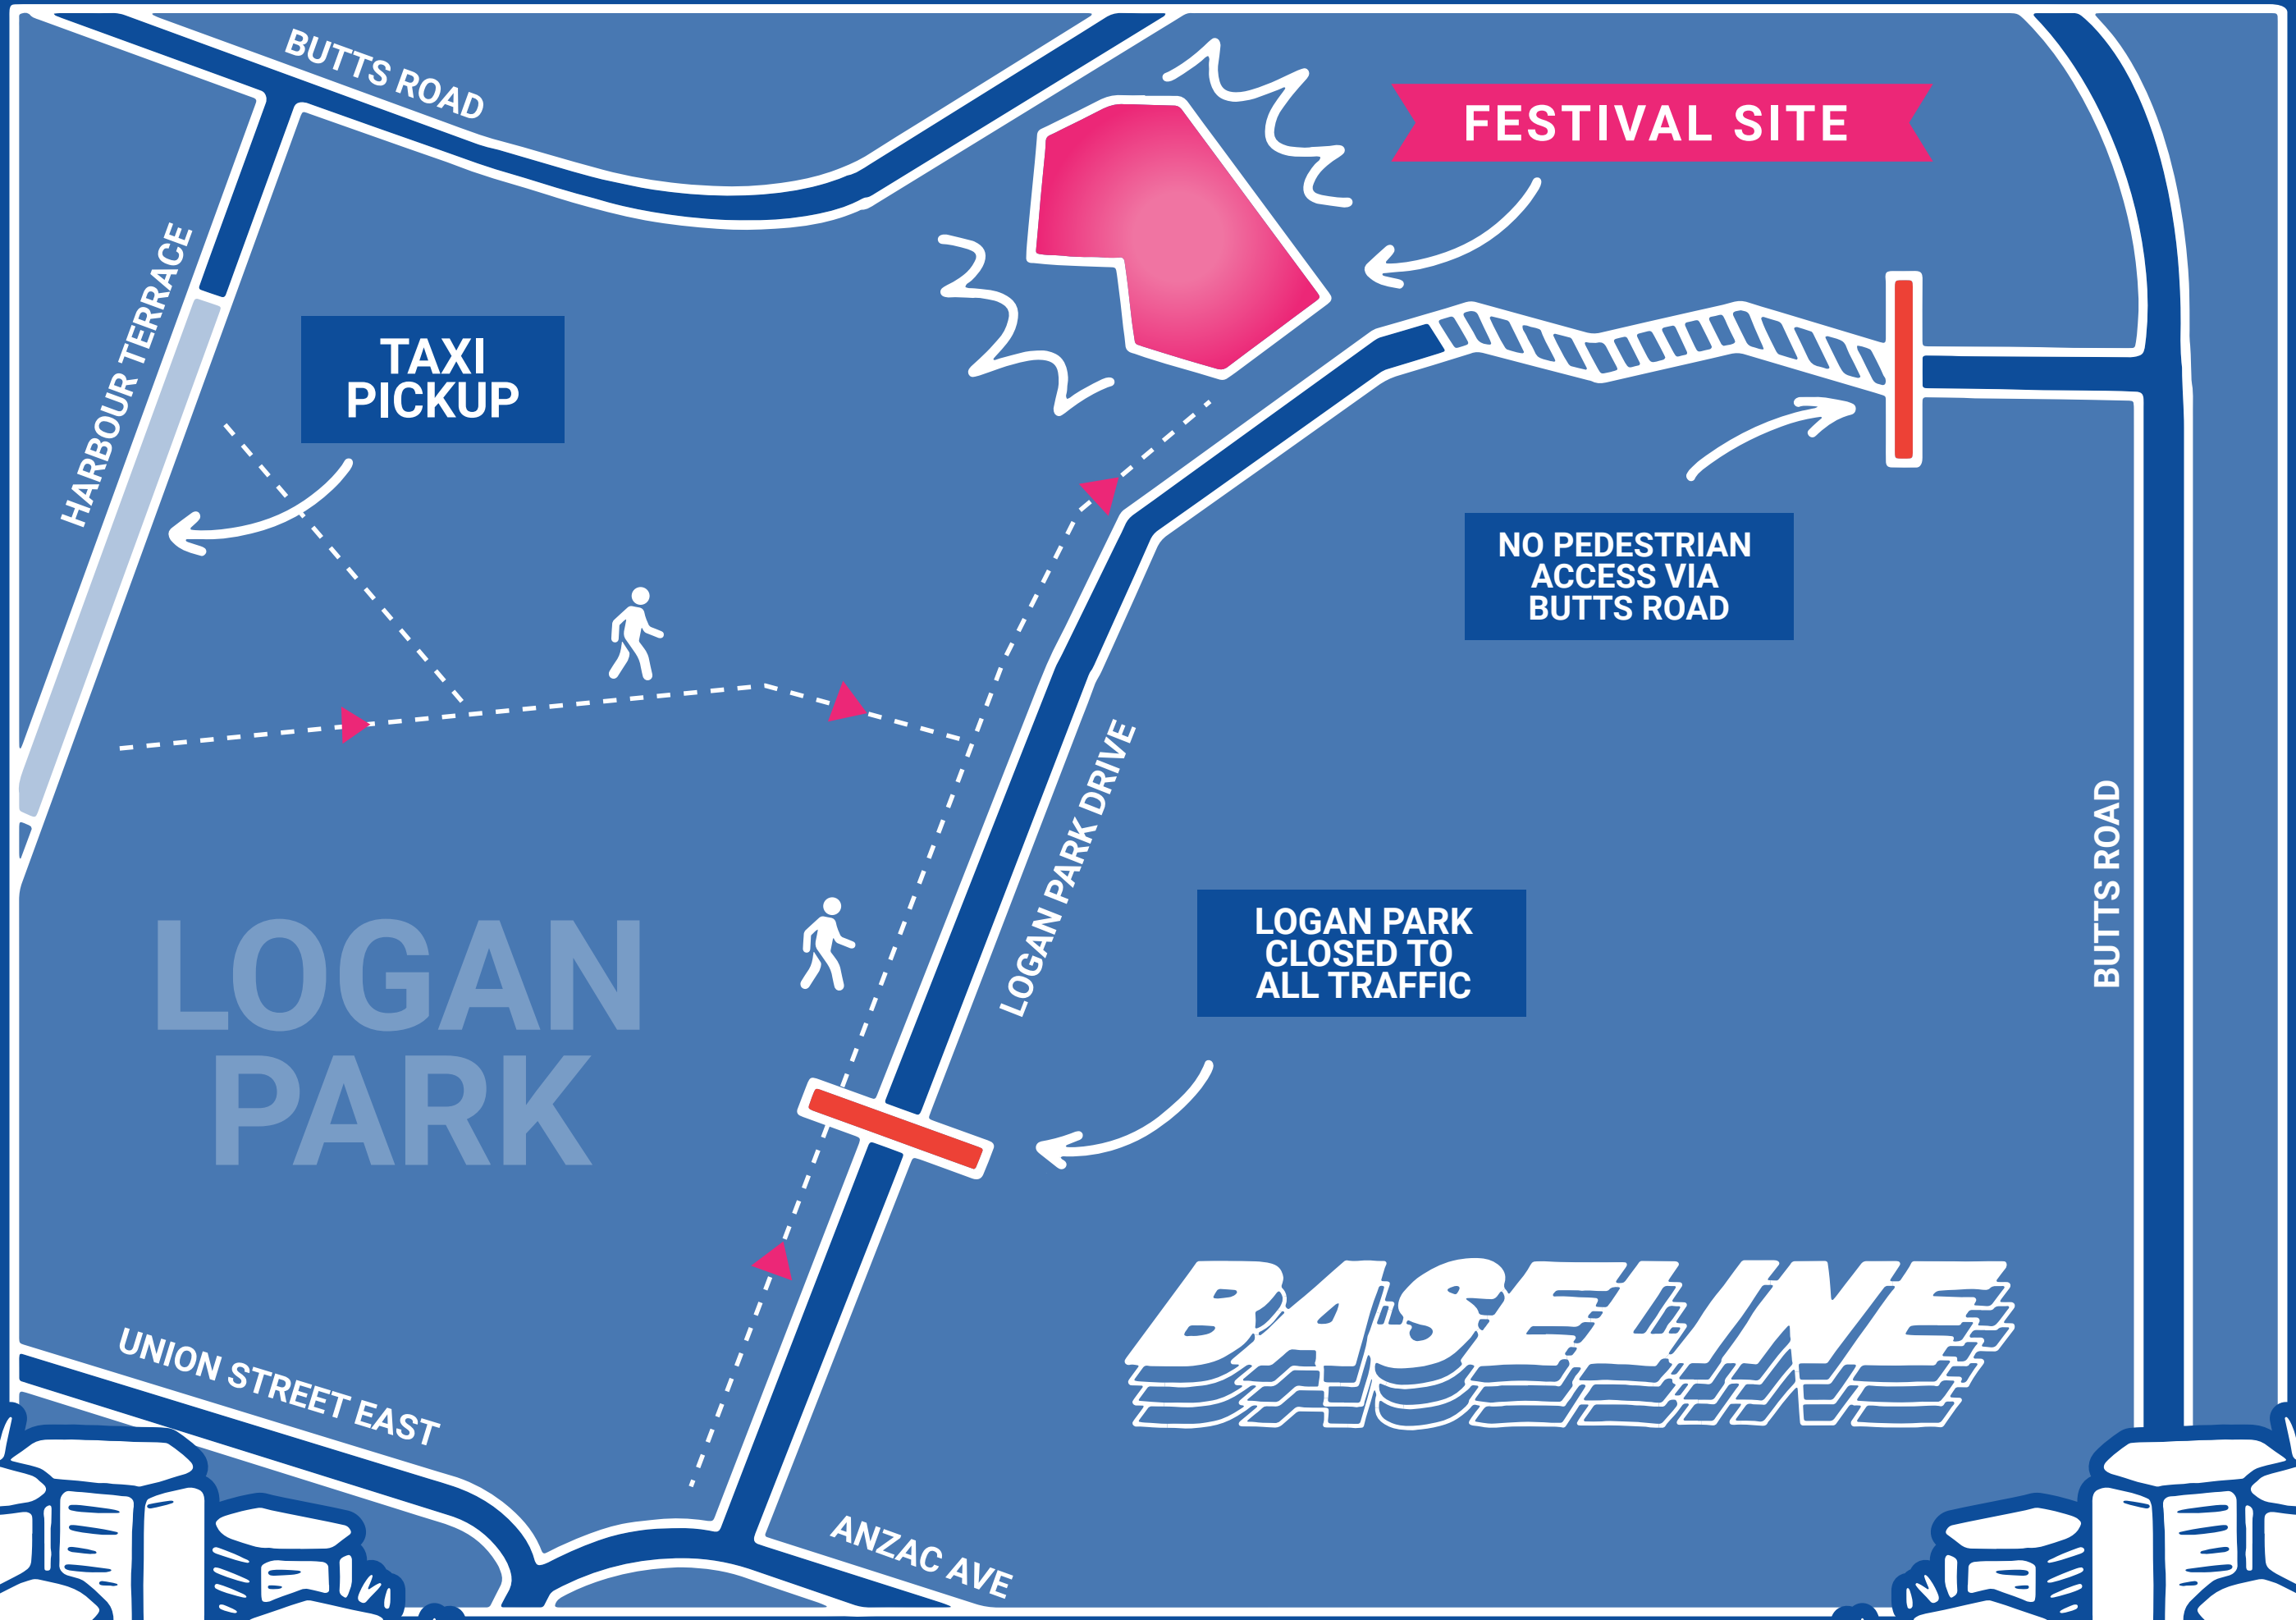 BUTTS ROAD
FESTIVAL SITE
HARBOUR TERRACE
TAXI
PICKUP
NO PEDESTRIAN
ACCESS VIA
BUTTS ROAD
LOGAN PARK DRIVE
BUTTS ROAD
LOGAN PARK
CLOSED TO
ALL TRAFFIC
LOGAN
PARK
BASELINE
UNION STREET EAST
ANZAC AVE